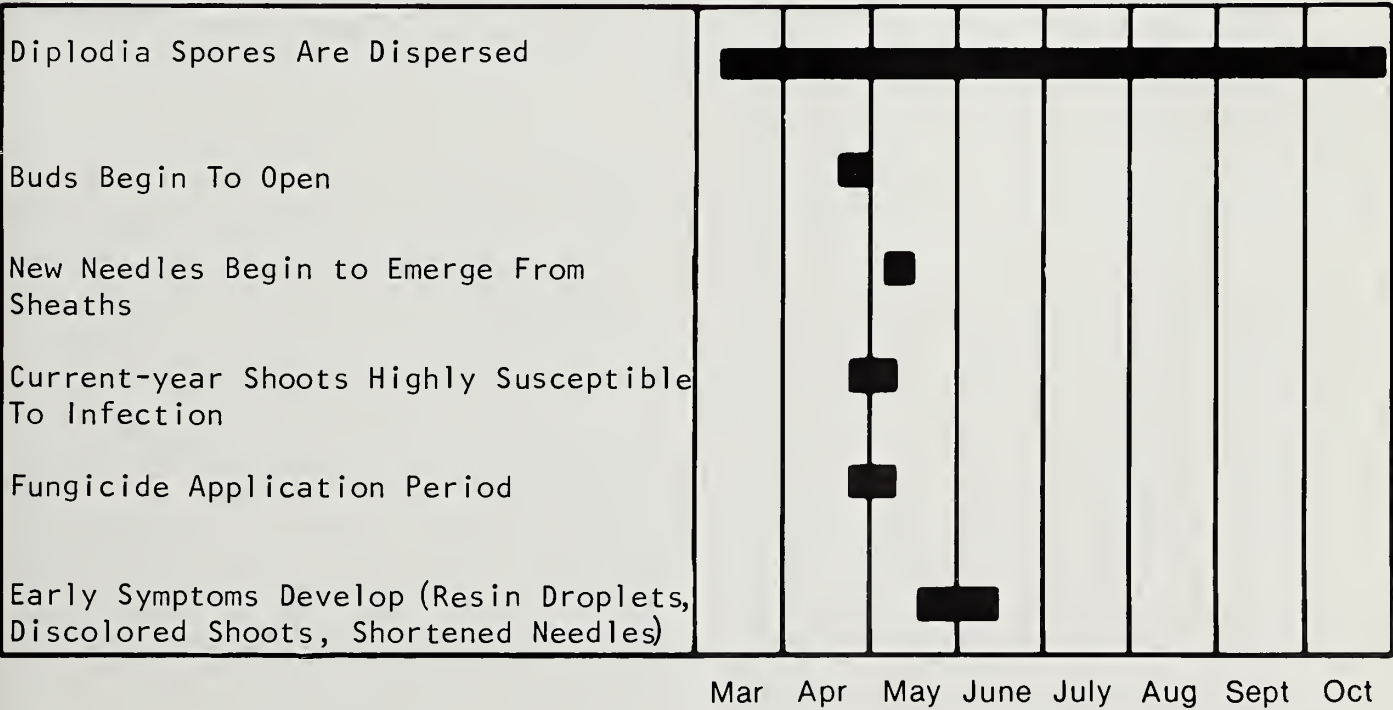 Diplodia Spores Are Dispersed
Buds Begin To Open
New Needles Begin to Emerge From
Sheaths
Current-year Shoots Highly Susceptible
To Infection
Fungicide Application Period
Early Symptoms Develop (Resin Droplets,
Discolored Shoots, Shortened Needles)
Mar Apr May June July Aug Sept Oct